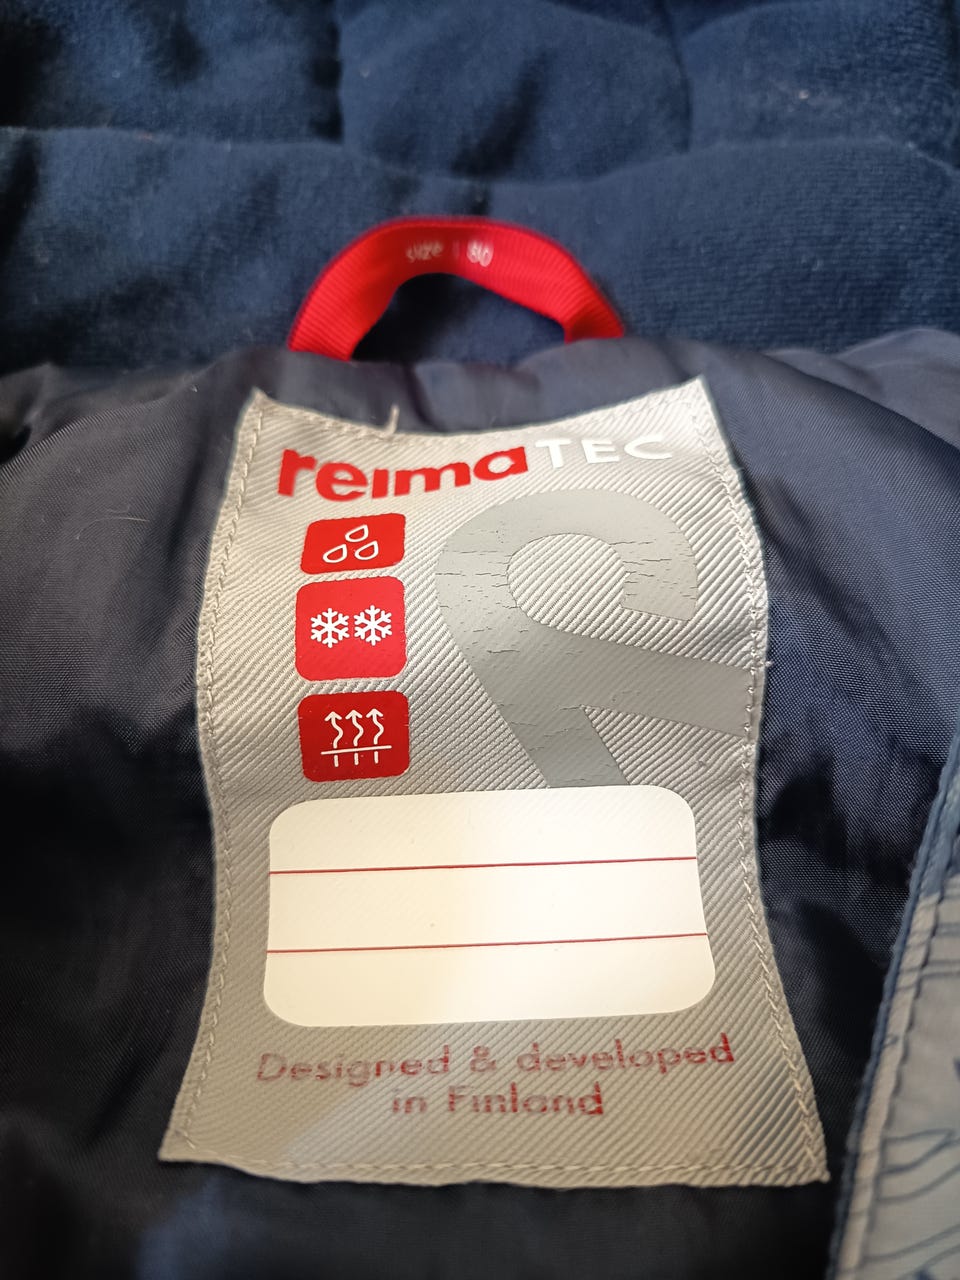 size | 80
reimaTEC
Designed & developed
in Finland